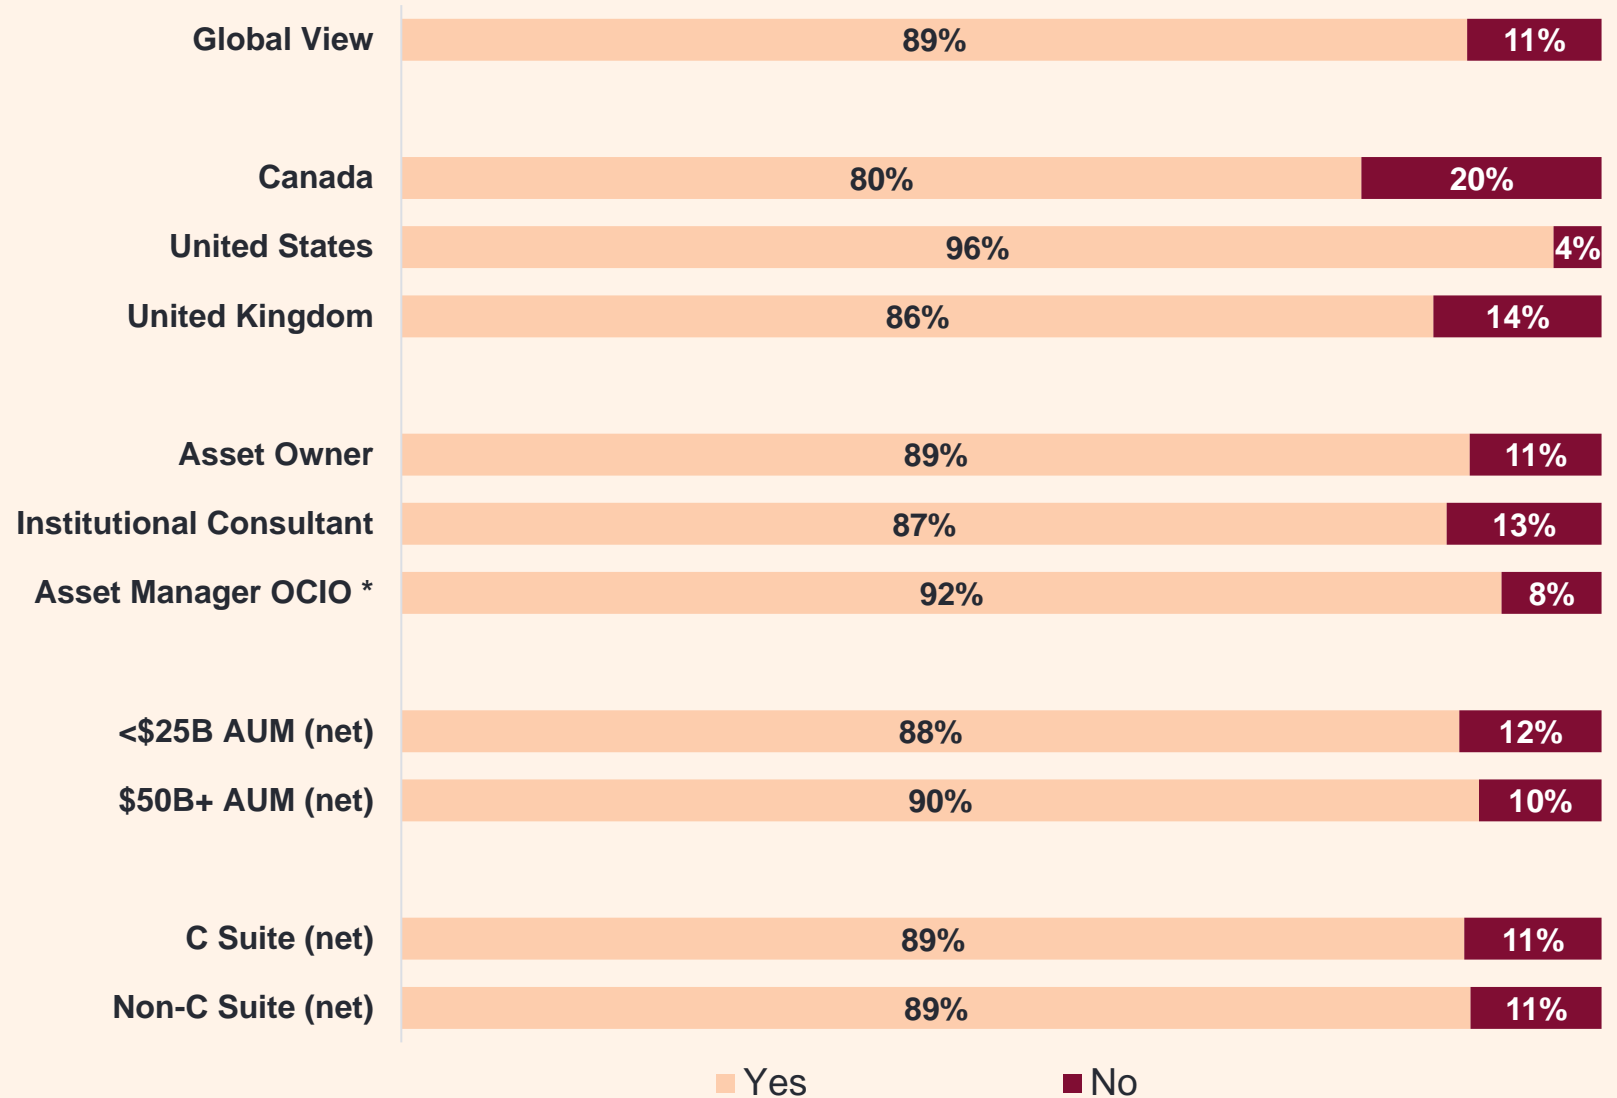 Global View 89% 11%
Canada 80% 20%
United States 96% 4%
United Kingdom 86% 14%
Asset Owner 89% 11%
Institutional Consultant 87% 13%
Asset Manager OCIO * 92% 8%
<$25B AUM (net) 88% 12%
$50B+ AUM (net) 90% 10%
C Suite (net) 89% 11%
Non-C Suite (net) 89% 11%
Yes No